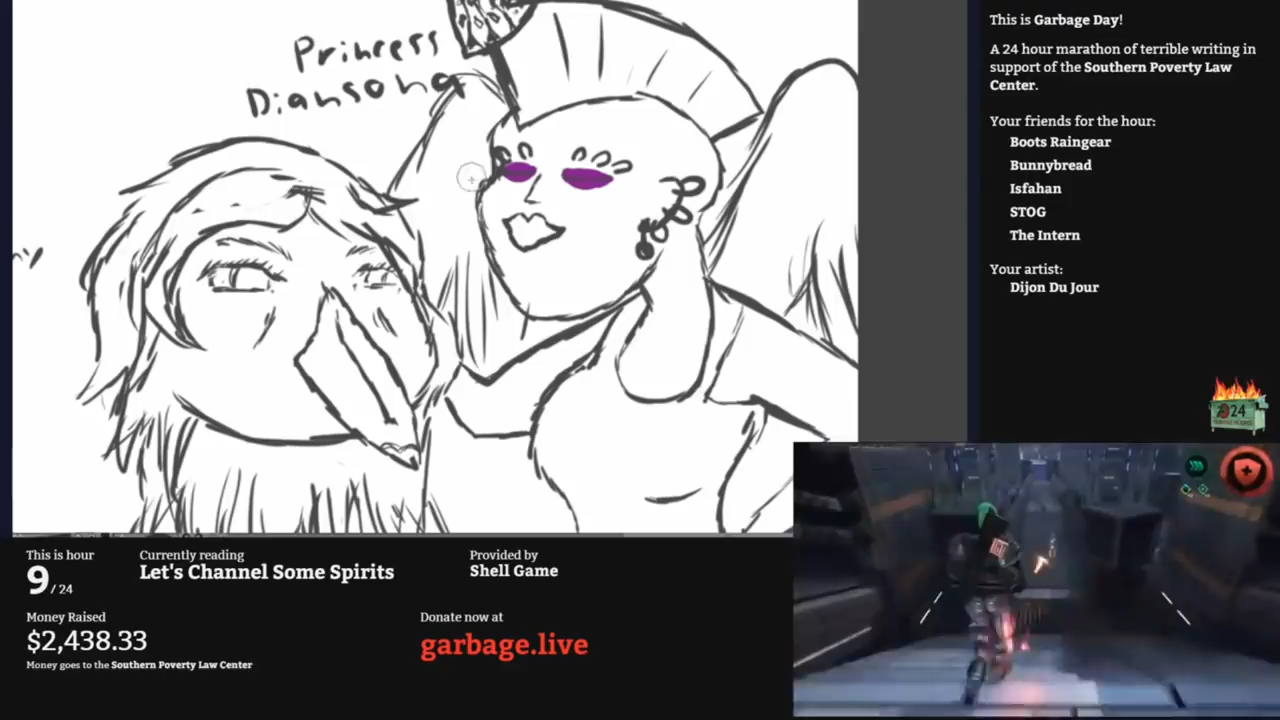 Princess
Diansona
This is Garbage Day!
A 24 hour marathon of terrible writing in
support of the Southern Poverty Law
Center.
Your friends for the hour:
Boots Raingear
Bunnybread
Isfahan
STOG
The Intern
Your artist:
Dijon Du Jour
24
This is hour
9 / 24
Currently reading
Let's Channel Some Spirits
Provided by
Shell Game
Money Raised
$2,438.33
Money goes to the Southern Poverty Law Center
Donate now at
garbage.live